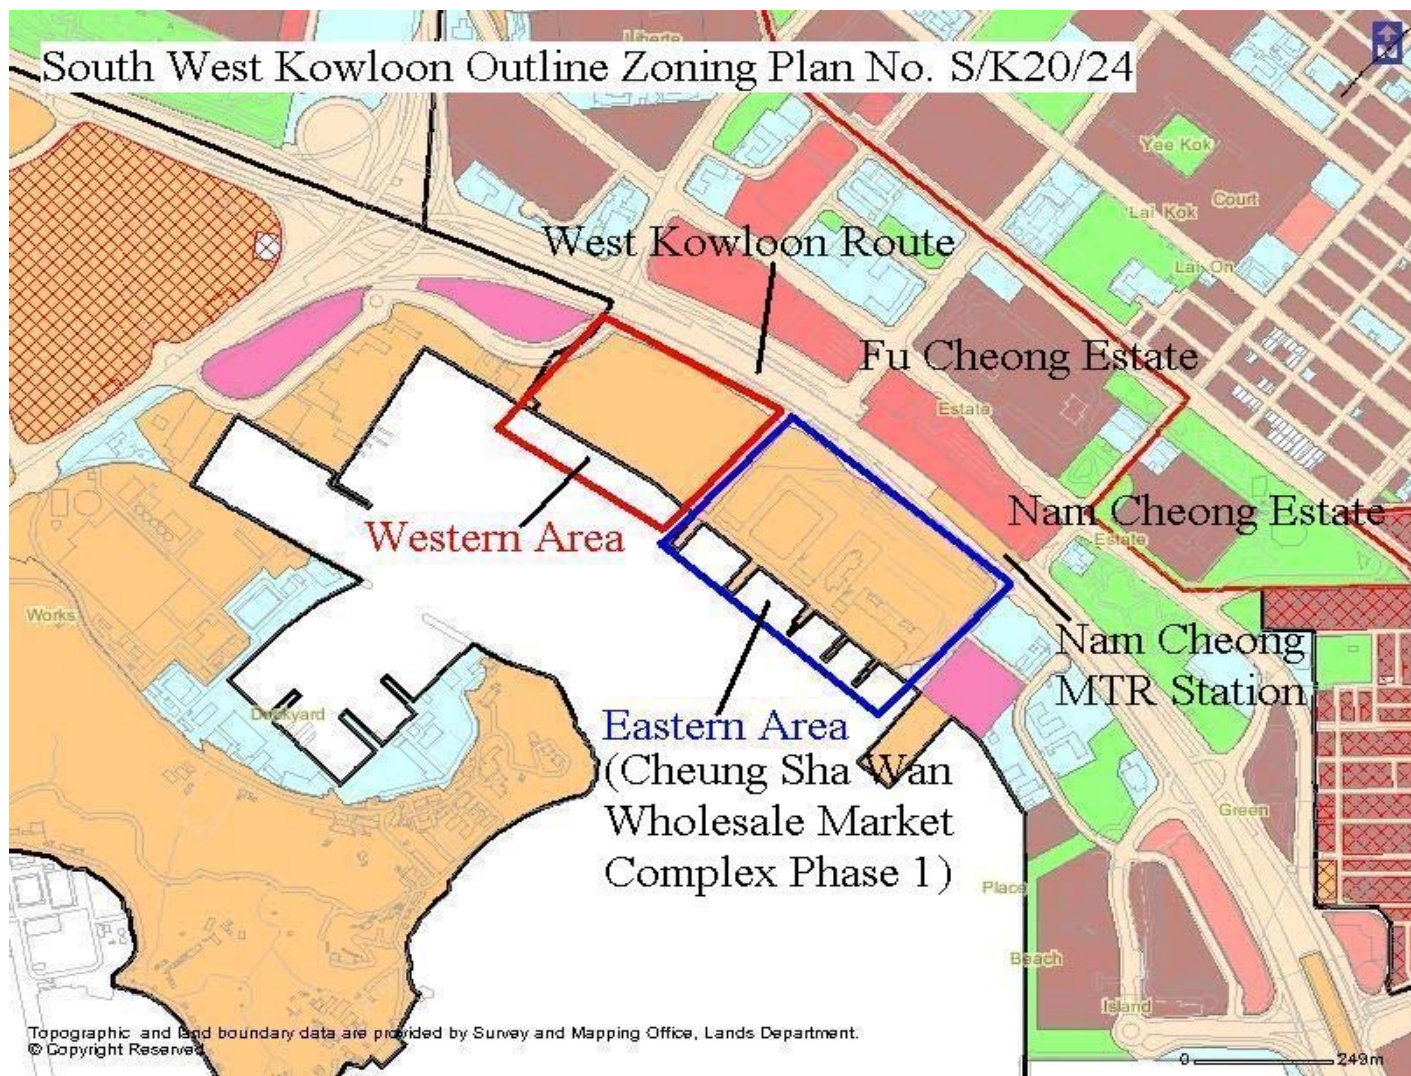 Liberte
South West Kowloon Outline Zoning Plan No. S/K20/24
Yee Kok
Court
Lai Kok
West Kowloon Route
Lai On
Fu Cheong Estate
Estate
Nam Cheong Estate
Estate
Western Area
Works
Nam Cheong
MTR Station
Dockyard
Eastern Area
(Cheung Sha Wan
Wholesale Market
Complex Phase 1)
Green
Place
Beach
Island
Topographic and land boundary data are provided by Survey and Mapping Office, Lands Department.
© Copyright Reserved
0 249m